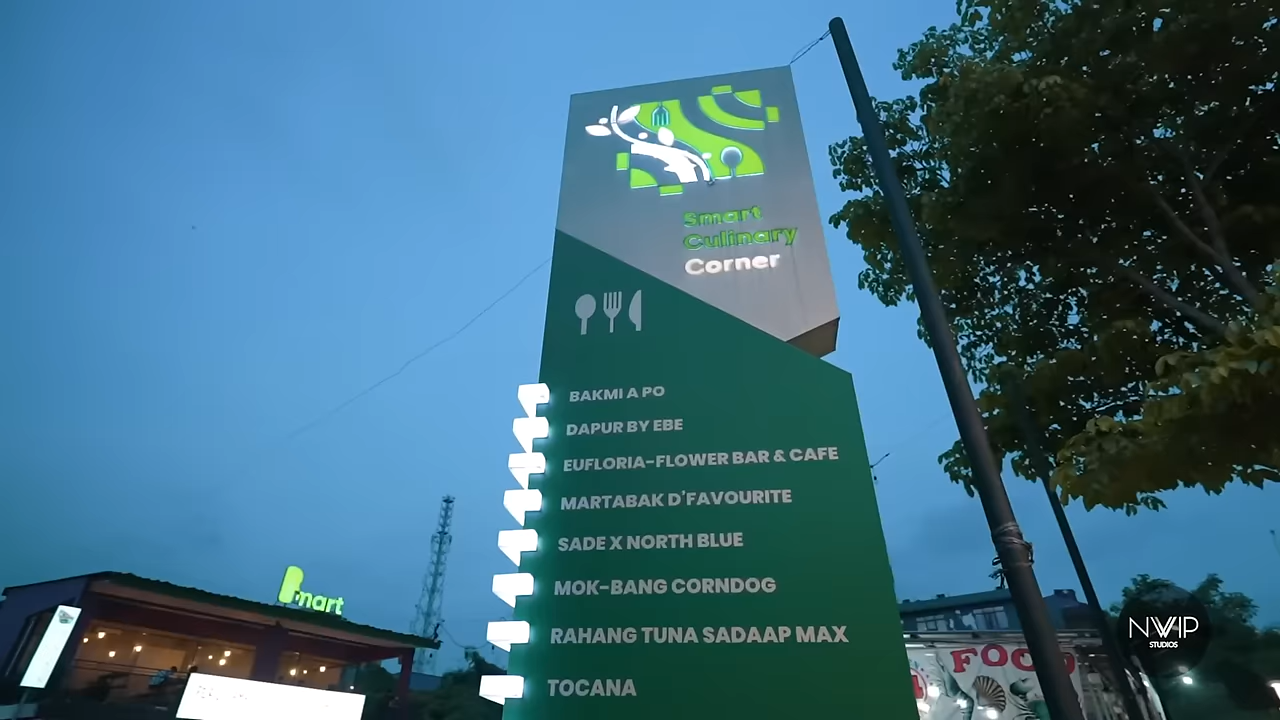 Smart
Culinary
Corner
BAKMI A PO
DAPUR BY EBE
EUFLORIA-FLOWER BAR & CAFE
MARTABAK D'FAVOURITE
SADE X NORTH BLUE
MOK-BANG CORNDOG
RAHANG TUNA SADAAP MAX
TOCANA
mart
FOOD
NVVIP
STUDIOS